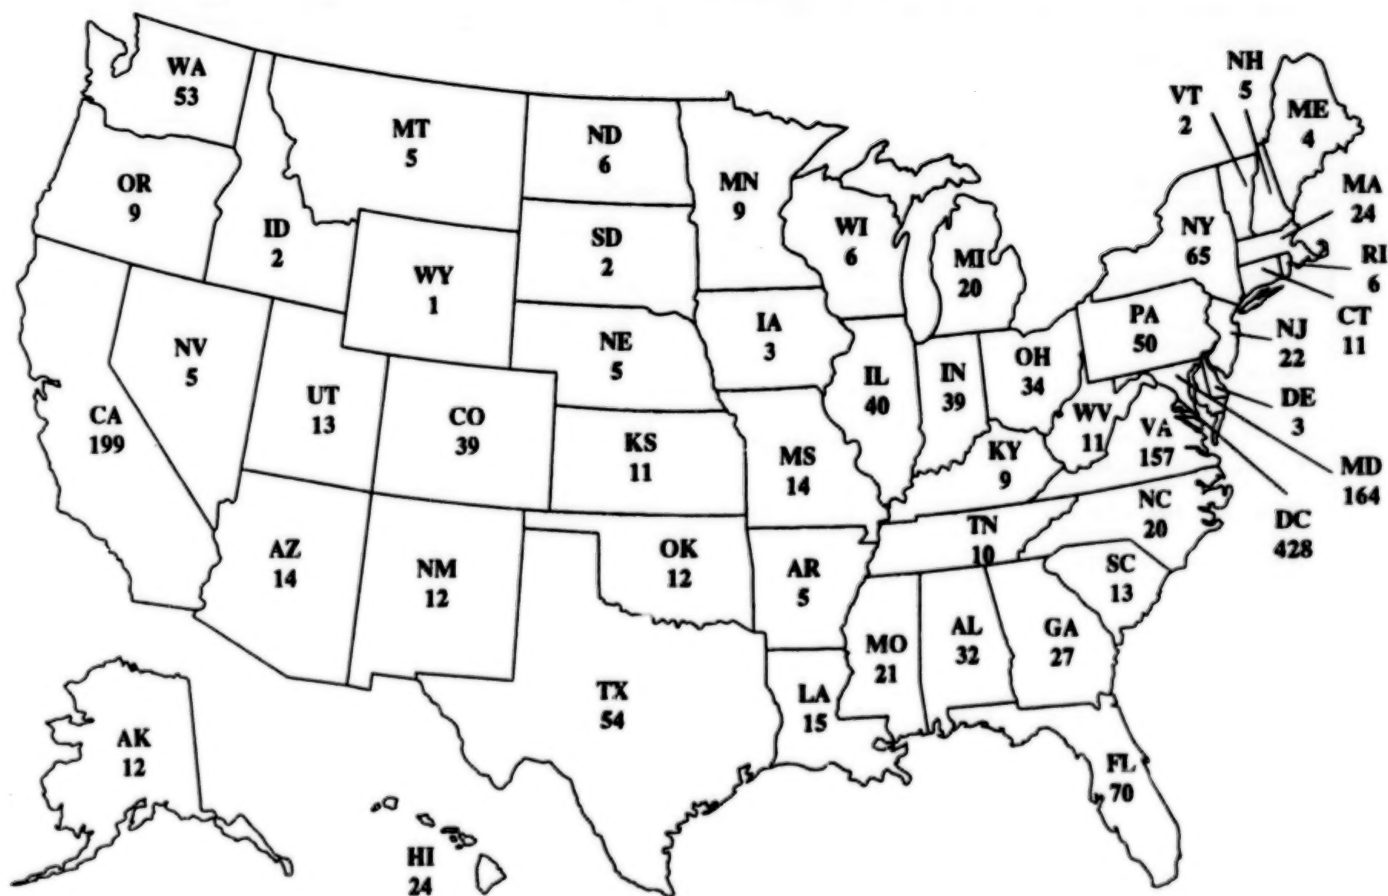 WA
53
MT
5
ND
6
MN
9
OR
9
ID
2
WY
1
SD
2
WI
6
MI
20
NH
5
VT
2
ME
4
MA
24
NY
65
RI
6
CT
11
NJ
22
PA
50
DE
3
MD
164
DC
428
NV
5
UT
13
CO
39
NE
5
IA
3
IL
40
IN
39
OH
34
WV
11
VA
157
CA
199
KS
11
MS
14
KY
9
NC
20
TN
10
SC
13
AZ
14
NM
12
OK
12
AR
5
MO
21
AL
32
GA
27
TX
54
LA
15
FL
70
AK
12
HI
24